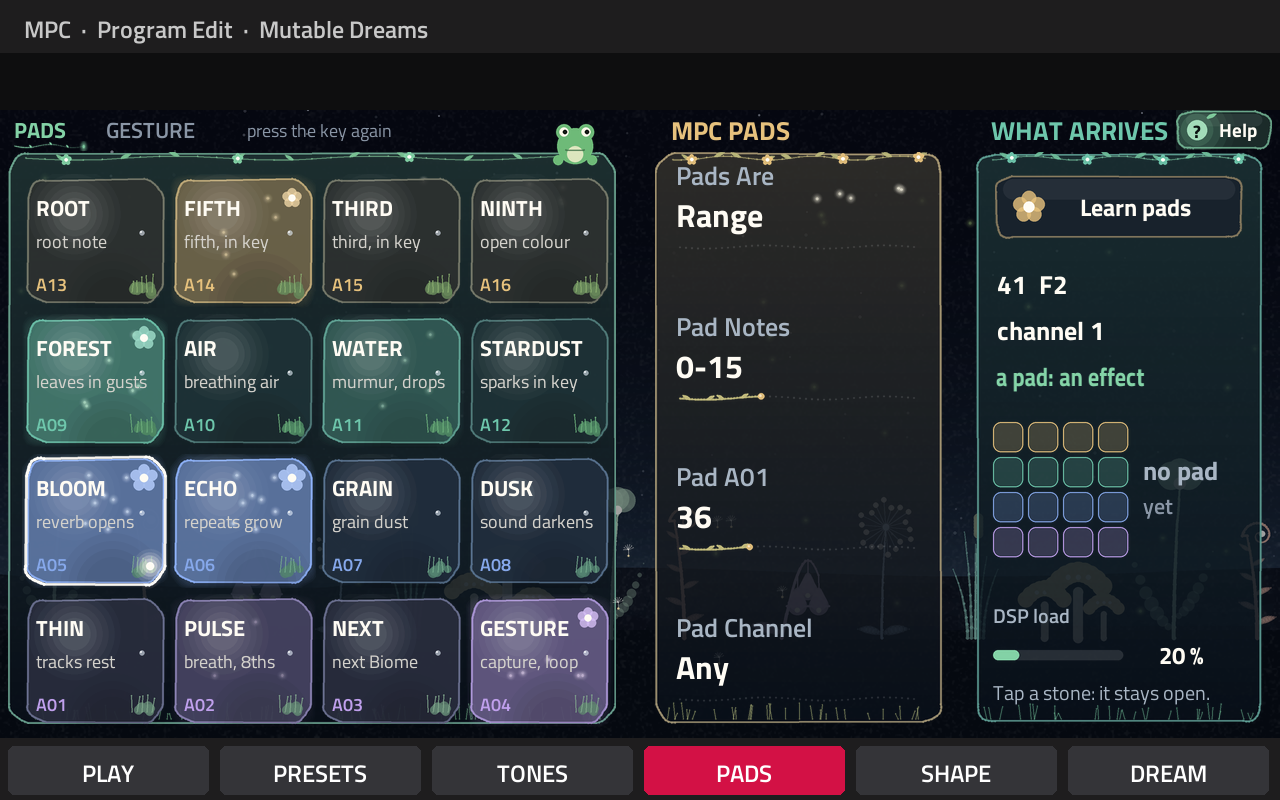 MPC · Program Edit · Mutable Dreams
PADS GESTURE press the key again
MPC PADS
WHAT ARRIVES
? Help
ROOT
root note
A13
FIFTH
fifth, in key
A14
THIRD
third, in key
A15
NINTH
open colour
A16
FOREST
leaves in gusts
A09
AIR
breathing air
A10
WATER
murmur, drops
A11
STARDUST
sparks in key
A12
BLOOM
reverb opens
A05
ECHO
repeats grow
A06
GRAIN
grain dust
A07
DUSK
sound darkens
A08
THIN
tracks rest
A01
PULSE
breath, 8ths
A02
NEXT
next Biome
A03
GESTURE
capture, loop
A04
Pads Are
Range
Pad Notes
0-15
Pad A01
36
Pad Channel
Any
Learn pads
41 F2
channel 1
a pad: an effect
no pad
yet
DSP load
20 %
Tap a stone: it stays open.
PLAY PRESETS TONES PADS SHAPE DREAM